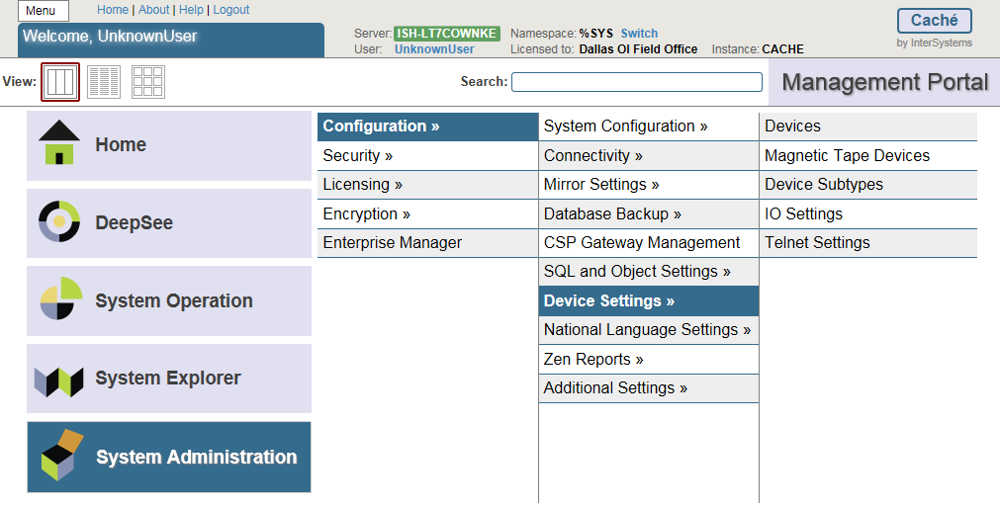 Menu
Home | About | Help | Logout
Welcome, UnknownUser
Server: ISH-LT7COWNKE Namespace: %SYS Switch
User: UnknownUser Licensed to: Dallas OI Field Office Instance: CACHE
Caché
by InterSystems
View:
Search:
Management Portal
Home
DeepSee
System Operation
System Explorer
System Administration
Configuration »
Security »
Licensing »
Encryption »
Enterprise Manager
System Configuration »
Connectivity »
Mirror Settings »
Database Backup »
CSP Gateway Management
SQL and Object Settings »
Device Settings »
National Language Settings »
Zen Reports »
Additional Settings »
Devices
Magnetic Tape Devices
Device Subtypes
IO Settings
Telnet Settings